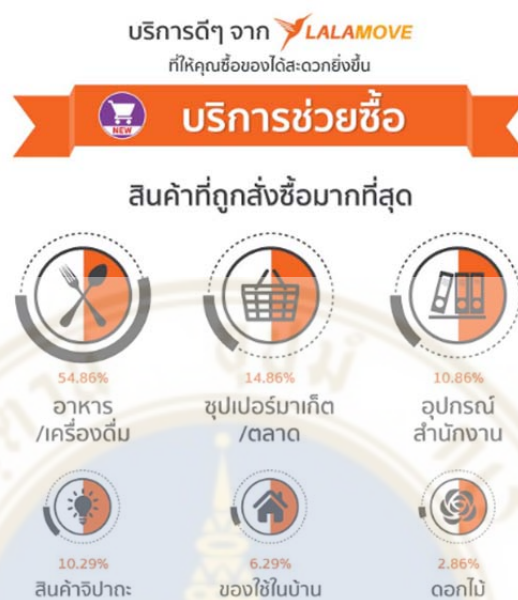 บริการดีๆ จาก LALAMOVE
ที่ให้คุณซื้อของได้สะดวกยิ่งขึ้น
NEW บริการช่วยซื้อ
สินค้าที่ถูกสั่งซื้อมากที่สุด
54.86% 14.86% 10.86%
อาหาร ซุปเปอร์มาเก็ต อุปกรณ์
/เครื่องดื่ม /ตลาด สำนักงาน
10.29% 6.29% 2.86%
สินค้าจิปาถะ ของใช้ในบ้าน ดอกไม้